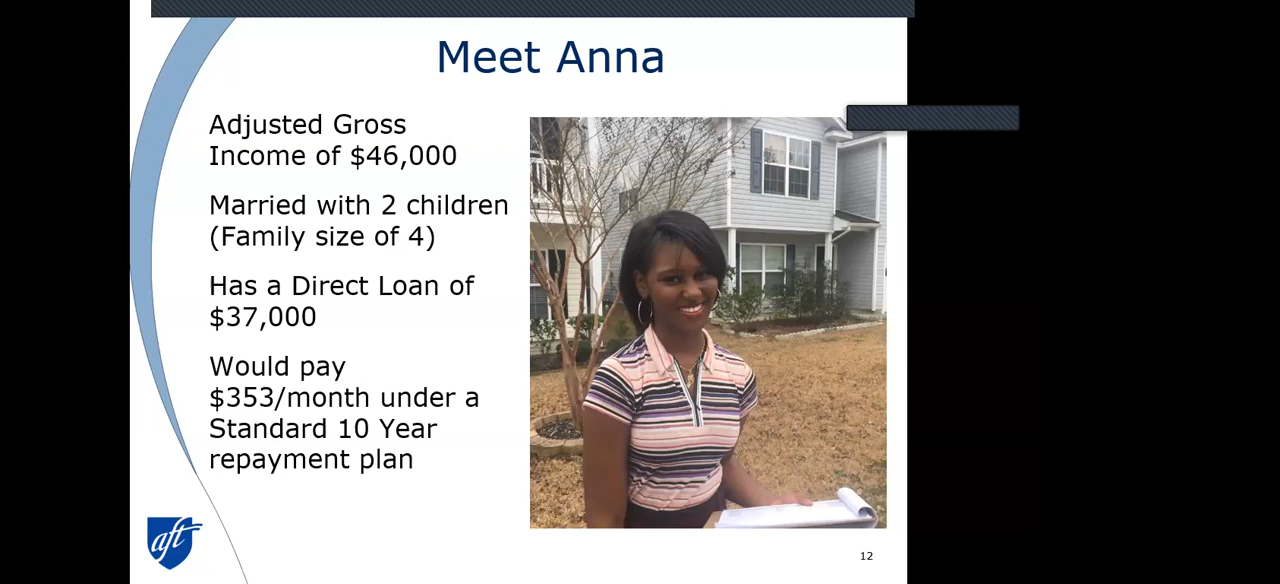 Meet Anna
Adjusted Gross
Income of $46,000
Married with 2 children
(Family size of 4)
Has a Direct Loan of
$37,000
Would pay
$353/month under a
Standard 10 Year
repayment plan
aft
12